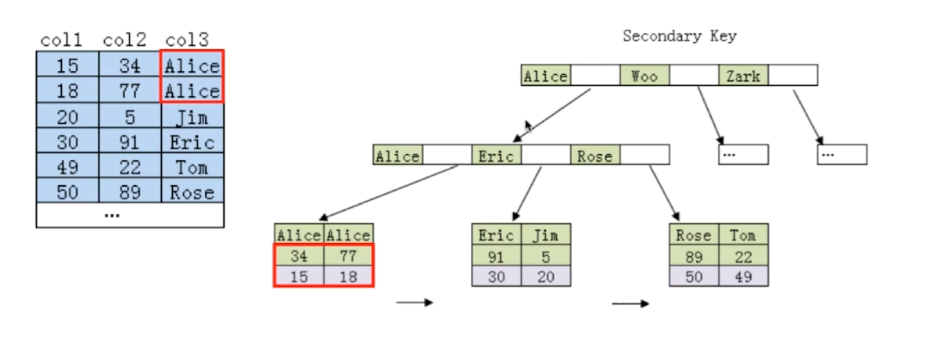 col1 col2 col3
15 34 Alice
18 77 Alice
20 5 Jim
30 91 Eric
49 22 Tom
50 89 Rose
...
Secondary Key
Alice Woo Zark
Alice Eric Rose
...
...
Alice Alice
34 77
15 18
Eric Jim
91 5
30 20
Rose Tom
89 22
50 49